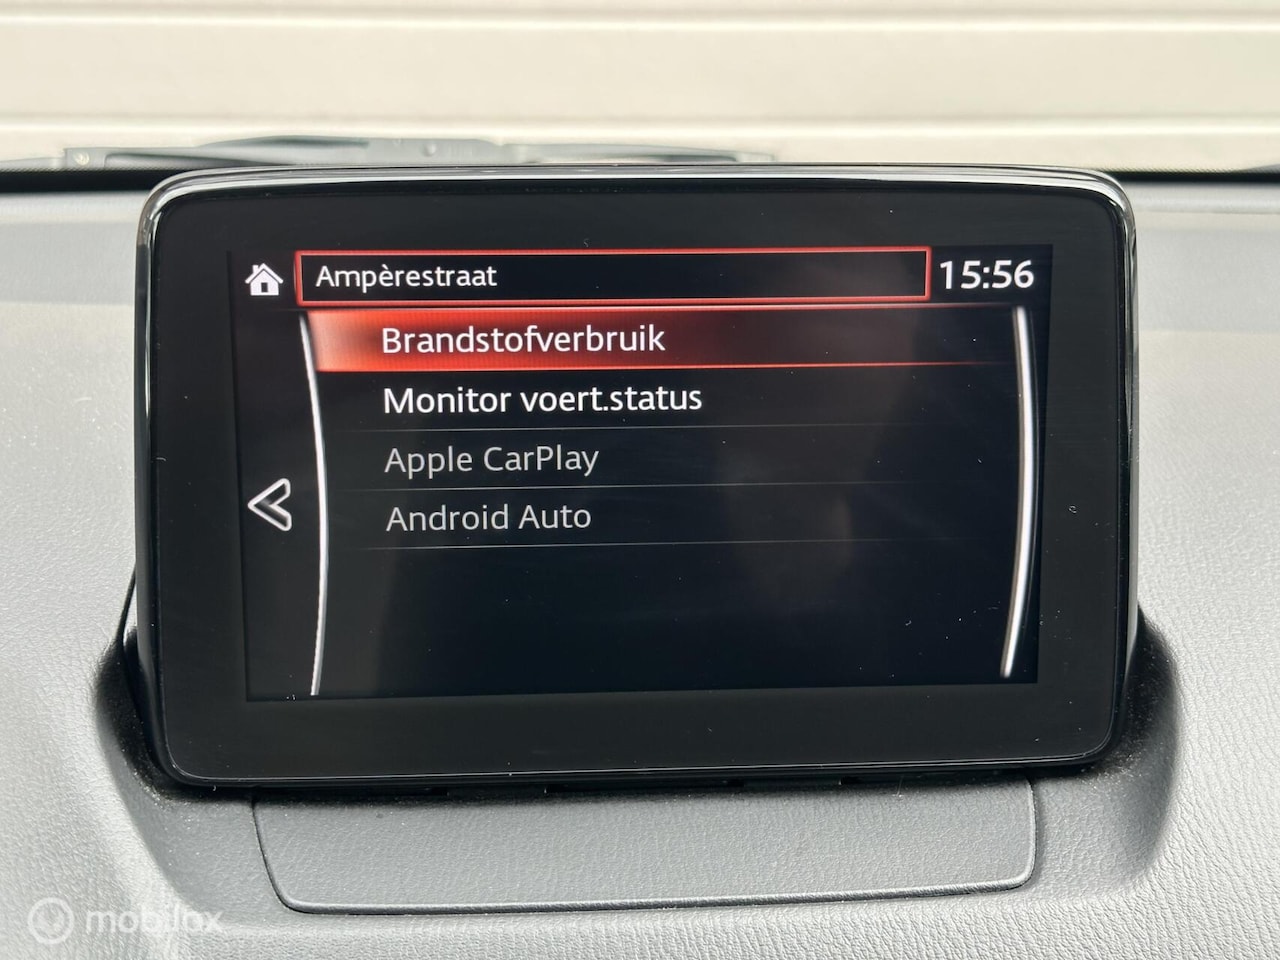 Ampèrestraat 15:56
Brandstofverbruik
Monitor voert.status
Apple CarPlay
Android Auto
mobilox